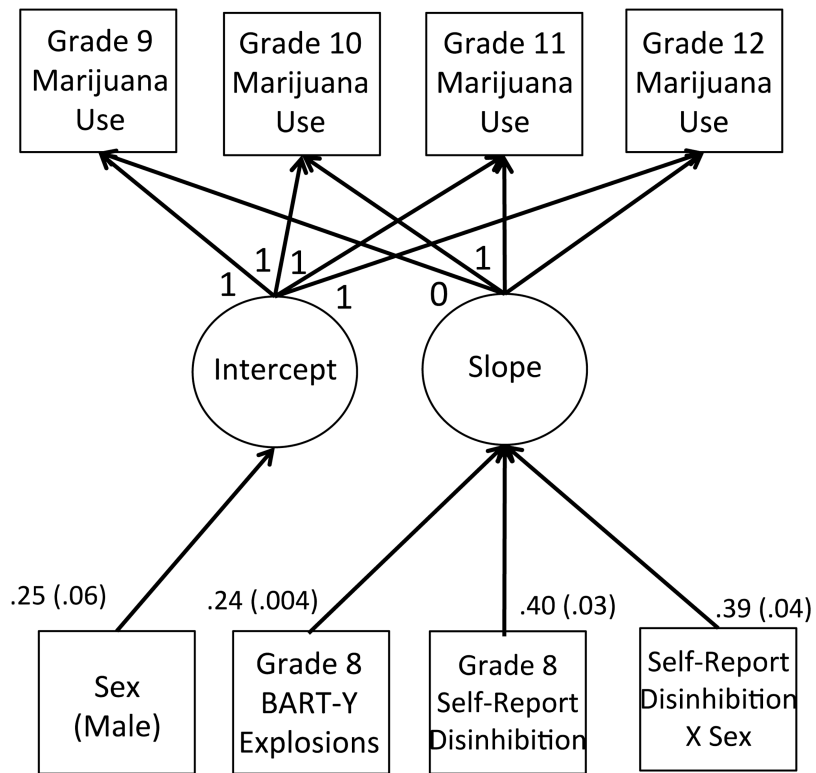 Grade 9
Marijuana
Use
Grade 10
Marijuana
Use
Grade 11
Marijuana
Use
Grade 12
Marijuana
Use
1
1
1
1
0
1
Intercept
Slope
.25 (.06)
.24 (.004)
.40 (.03)
.39 (.04)
Sex
(Male)
Grade 8
BART-Y
Explosions
Grade 8
Self-Report
Disinhibition
Self-Report
Disinhibition
X Sex